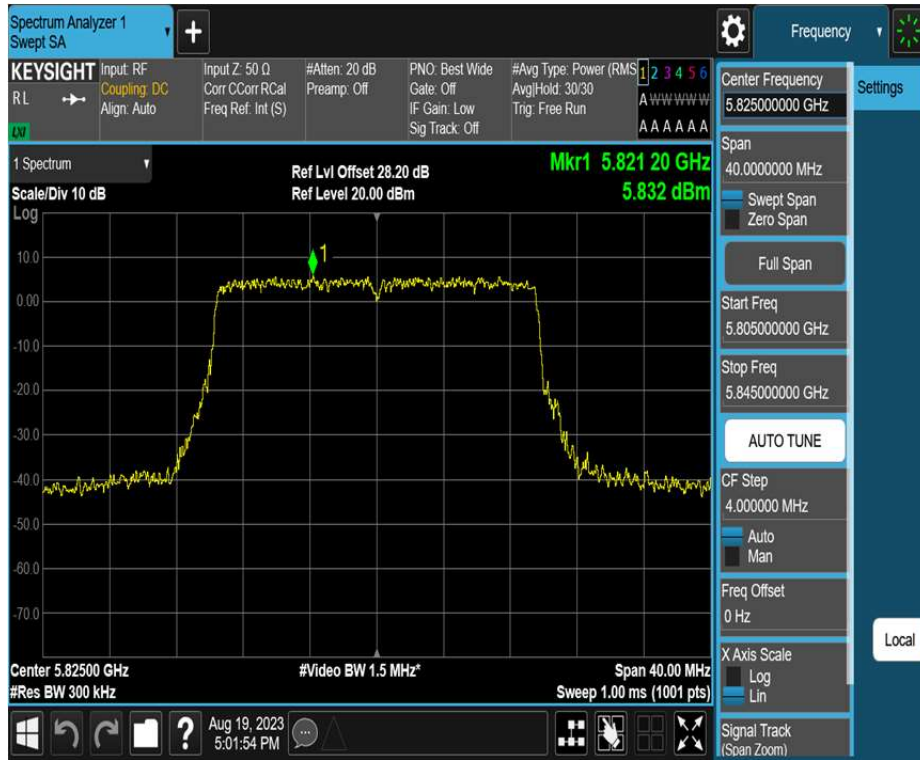 Spectrum Analyzer 1
Swept SA
Frequency
KEYSIGHT
RL
LXI
Input: RF
Coupling: DC
Align: Auto
Input Z: 50 Ω
Corr CCorr RCal
Freq Ref: Int (S)
#Atten: 20 dB
Preamp: Off
PNO: Best Wide
Gate: Off
IF Gain: Low
Sig Track: Off
#Avg Type: Power (RMS
Avg|Hold: 30/30
Trig: Free Run
1 2 3 4 5 6
A W W W W W
A A A A A A
1 Spectrum
Scale/Div 10 dB
Log
Ref Lvl Offset 28.20 dB
Ref Level 20.00 dBm
Mkr1 5.821 20 GHz
5.832 dBm
1
10.0
0.00
-10.0
-20.0
-30.0
-40.0
-50.0
-60.0
-70.0
Center 5.82500 GHz
#Res BW 300 kHz
#Video BW 1.5 MHz*
Span 40.00 MHz
Sweep 1.00 ms (1001 pts)
Aug 19, 2023
5:01:54 PM
Center Frequency
5.825000000 GHz
Span
40.0000000 MHz
Swept Span
Zero Span
Full Span
Start Freq
5.805000000 GHz
Stop Freq
5.845000000 GHz
AUTO TUNE
CF Step
4.000000 MHz
Auto
Man
Freq Offset
0 Hz
X Axis Scale
Log
Lin
Signal Track
(Span Zoom)
Settings
Local